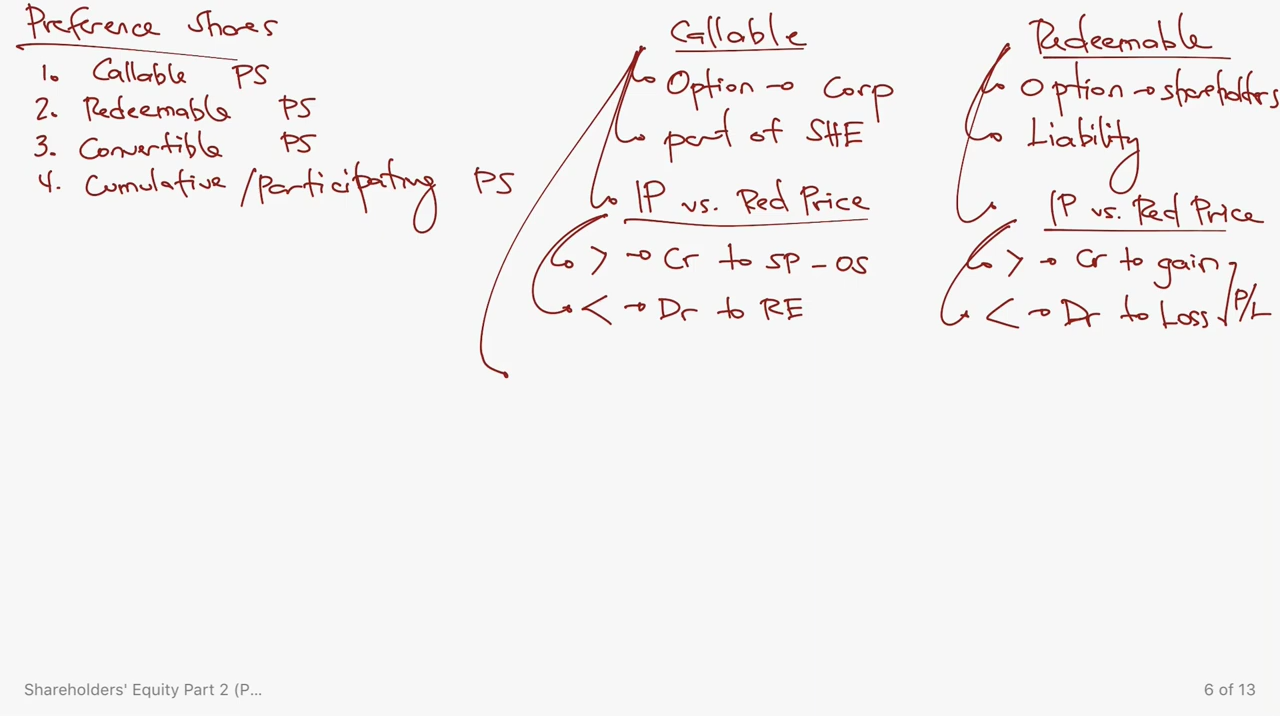 Preference Shares
1. Callable PS
2. Redeemable PS
3. Convertible PS
4. Cumulative /Participating PS
Callable
Option → Corp
part of SHE
IP vs. Red Price
> → Cr to SP - OS
< → Dr to RE
Redeemable
Option → shareholders
Liability
IP vs. Red Price
> → Cr to gain
< → Dr to Loss
P/L
Shareholders' Equity Part 2 (P...
6 of 13